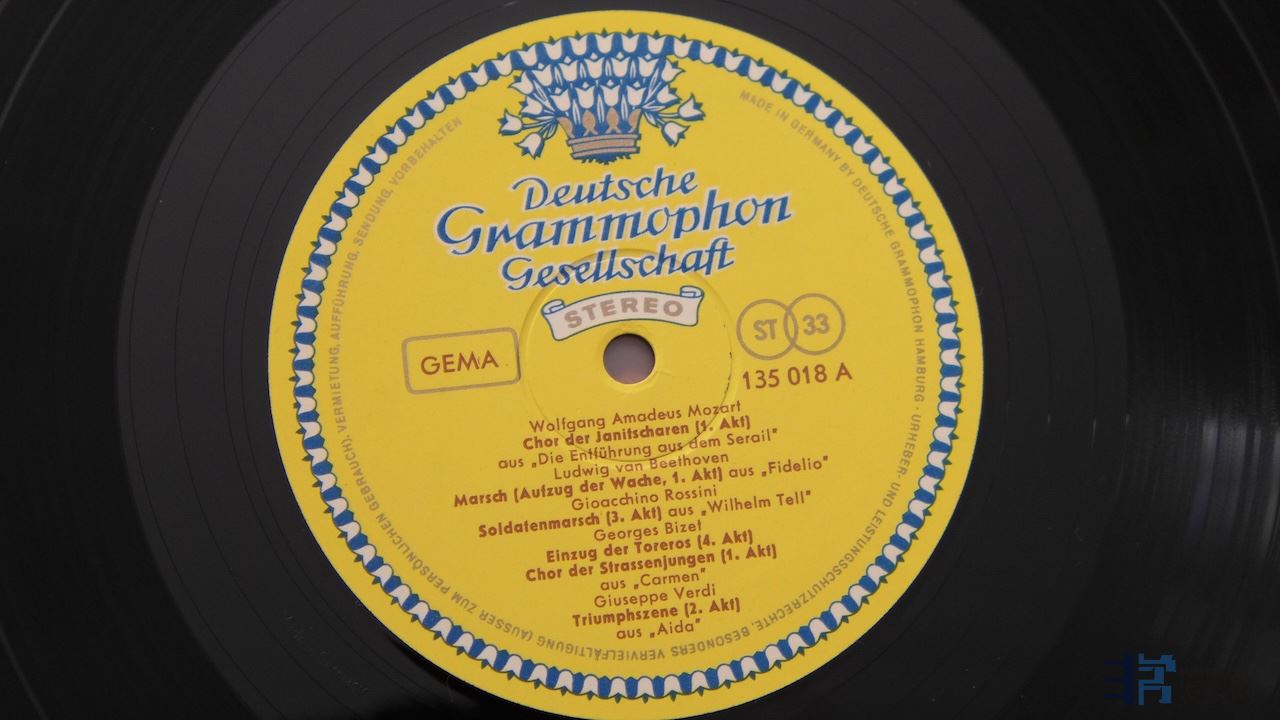 Deutsche
Grammophon
Gesellschaft
STEREO
GEMA
ST 33
135 018 A
Wolfgang Amadeus Mozart
Chor der Janitscharen (1. Akt)
aus „Die Entführung aus dem Serail"
Ludwig van Beethoven
Marsch (Aufzug der Wache, 1. Akt) aus „Fidelio"
Gioacchino Rossini
Soldatenmarsch (3. Akt) aus „Wilhelm Tell"
Georges Bizet
Einzug der Toreros (4. Akt)
Chor der Strassenjungen (1. Akt)
aus „Carmen"
Giuseppe Verdi
Triumphszene (2. Akt)
aus „Aida"
MADE IN GERMANY BY DEUTSCHE GRAMMOPHON HAMBURG · URHEBER- UND LEISTUNGSSCHUTZRECHTE, BESONDERS VERVIELFÄLTIGUNG (AUSSER ZUM PERSÖNLICHEN GEBRAUCH), VERMIETUNG, AUFFÜHRUNG, SENDUNG, VORBEHALTEN